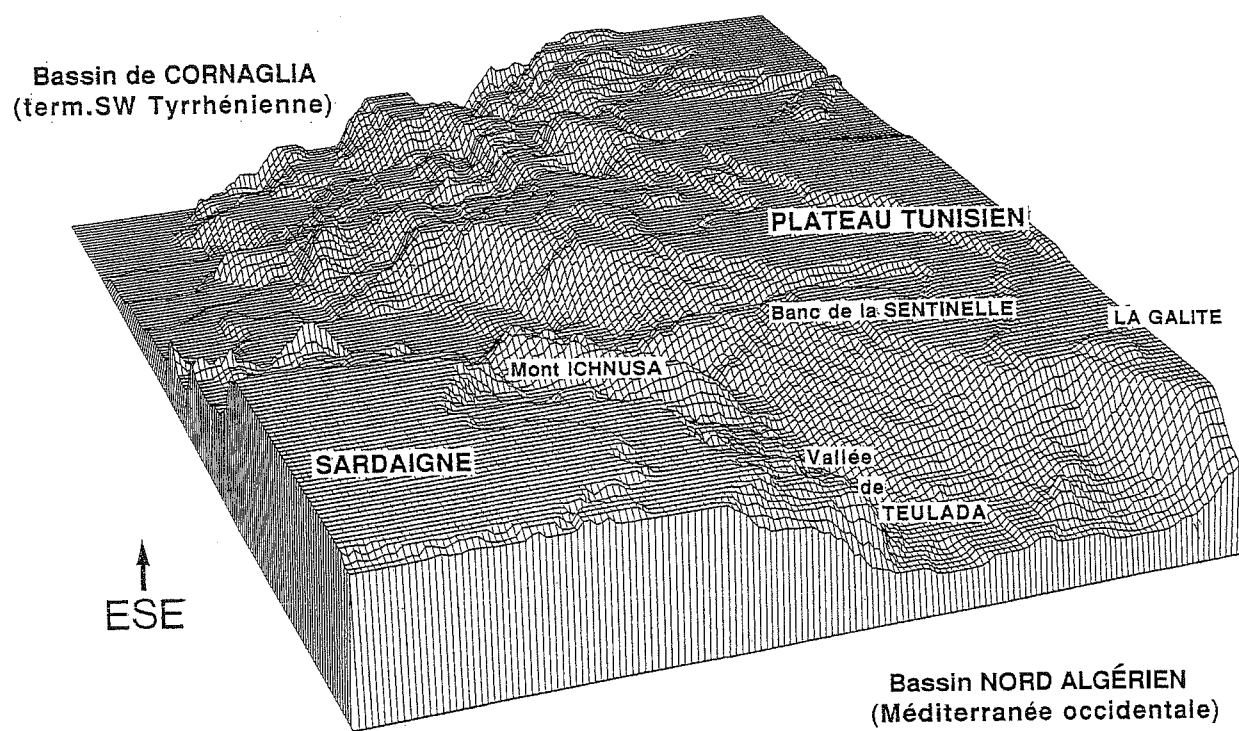 Bassin de CORNAGLIA
(term.SW Tyrrhénienne)
PLATEAU TUNISIEN
Banc de la SENTINELLE
LA GALITE
Mont ICHNUSA
SARDAIGNE
Vallée
de
TEULADA
ESE
Bassin NORD ALGÉRIEN
(Méditerranée occidentale)